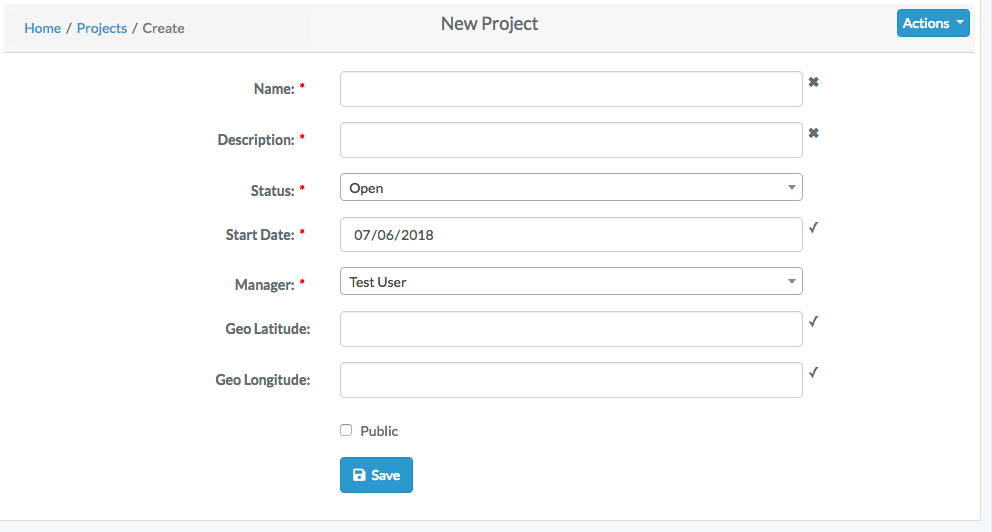 Home / Projects / Create
New Project
Actions
Name: *
Description: *
Status: * Open
Start Date: * 07/06/2018
Manager: * Test User
Geo Latitude:
Geo Longitude:
Public
Save